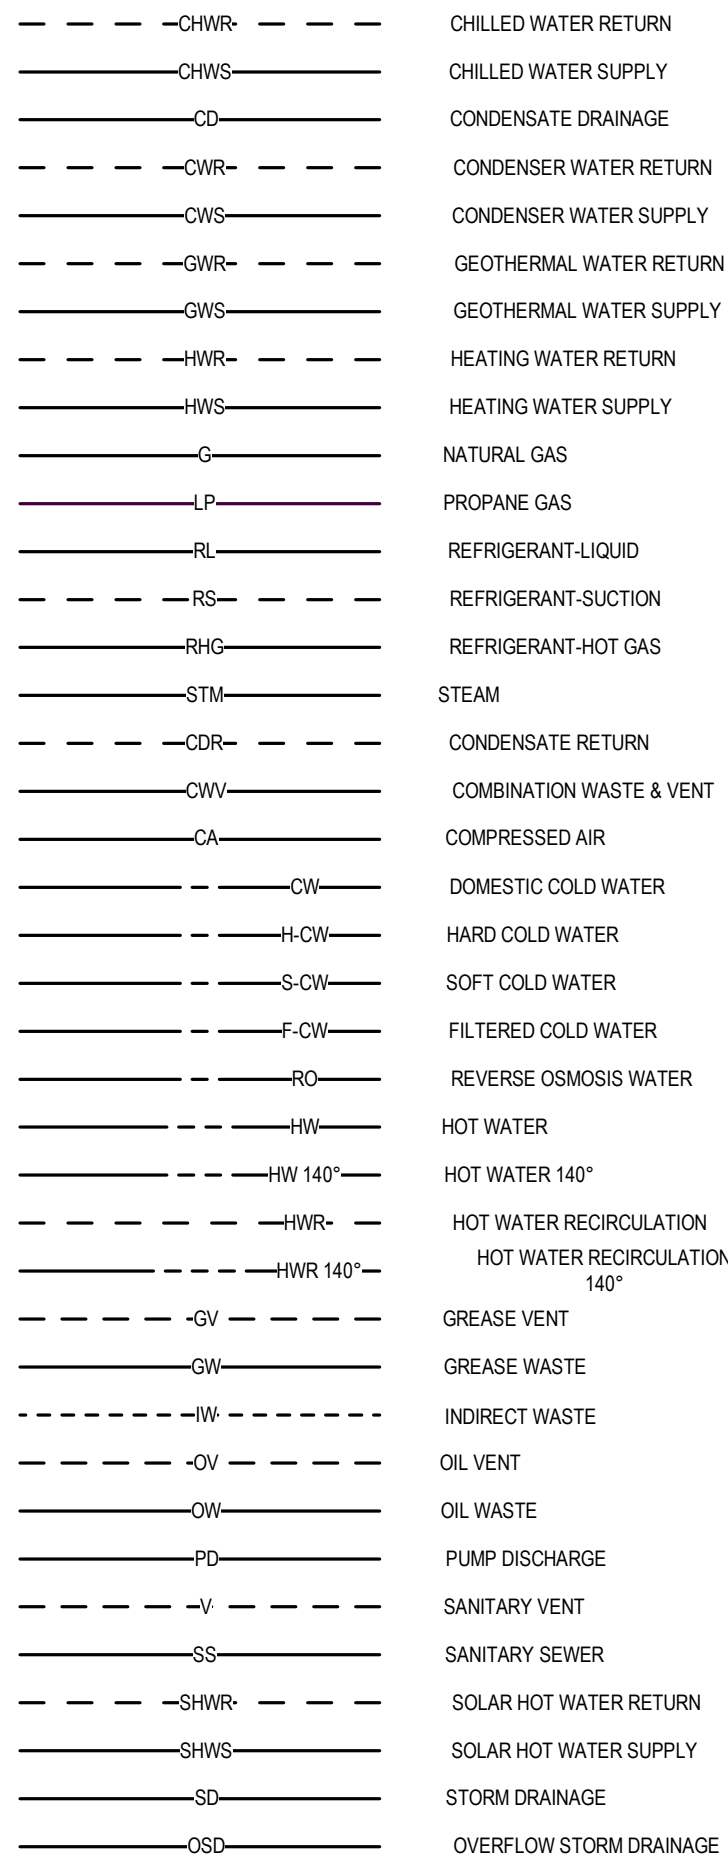 CHWR CHILLED WATER RETURN
CHWS CHILLED WATER SUPPLY
CD CONDENSATE DRAINAGE
CWR CONDENSER WATER RETURN
CWS CONDENSER WATER SUPPLY
GWR GEOTHERMAL WATER RETURN
GWS GEOTHERMAL WATER SUPPLY
HWR HEATING WATER RETURN
HWS HEATING WATER SUPPLY
G NATURAL GAS
LP PROPANE GAS
RL REFRIGERANT-LIQUID
RS REFRIGERANT-SUCTION
RHG REFRIGERANT-HOT GAS
STM STEAM
CDR CONDENSATE RETURN
CWV COMBINATION WASTE & VENT
CA COMPRESSED AIR
CW DOMESTIC COLD WATER
H-CW HARD COLD WATER
S-CW SOFT COLD WATER
F-CW FILTERED COLD WATER
RO REVERSE OSMOSIS WATER
HW HOT WATER
HW 140° HOT WATER 140°
HWR HOT WATER RECIRCULATION
HWR 140° HOT WATER RECIRCULATION
140°
GV GREASE VENT
GW GREASE WASTE
IW INDIRECT WASTE
OV OIL VENT
OW OIL WASTE
PD PUMP DISCHARGE
V SANITARY VENT
SS SANITARY SEWER
SHWR SOLAR HOT WATER RETURN
SHWS SOLAR HOT WATER SUPPLY
SD STORM DRAINAGE
OSD OVERFLOW STORM DRAINAGE